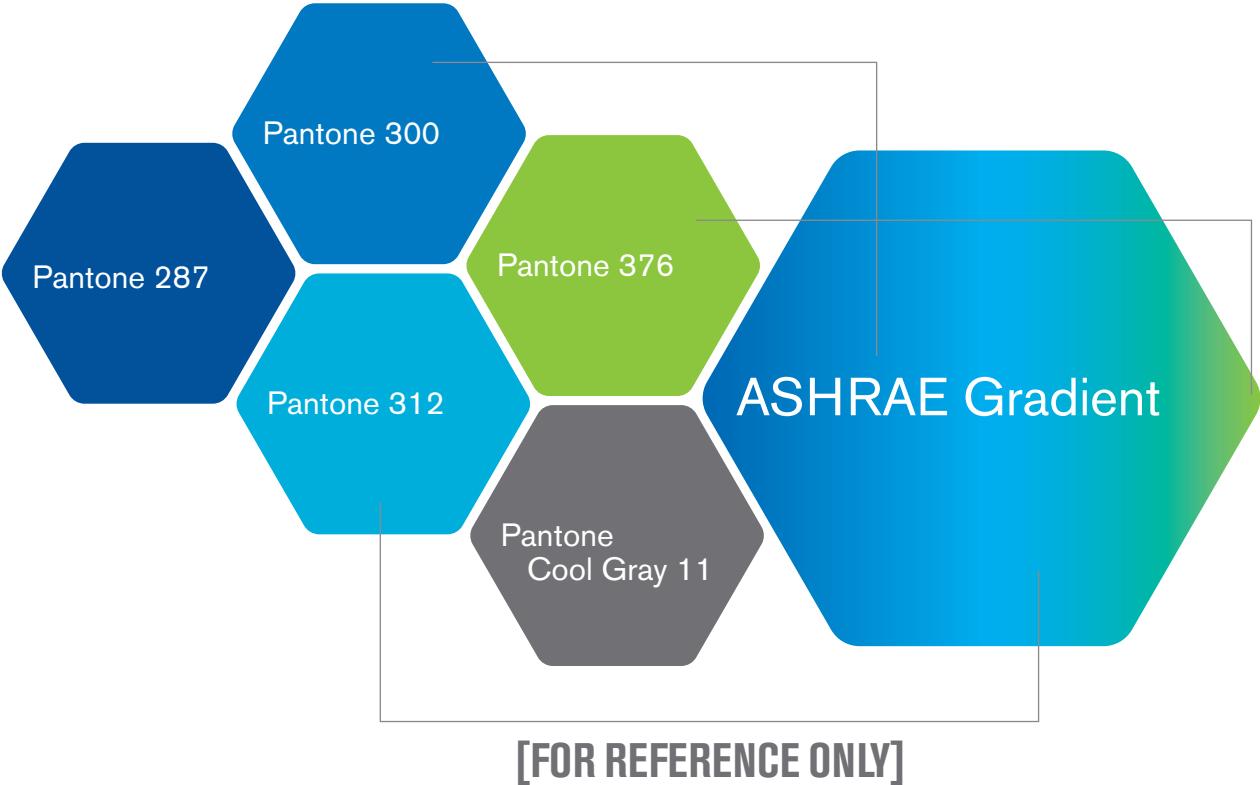 Pantone 300
Pantone 287
Pantone 376
Pantone 312
ASHRAE Gradient
Pantone
Cool Gray 11
[FOR REFERENCE ONLY]